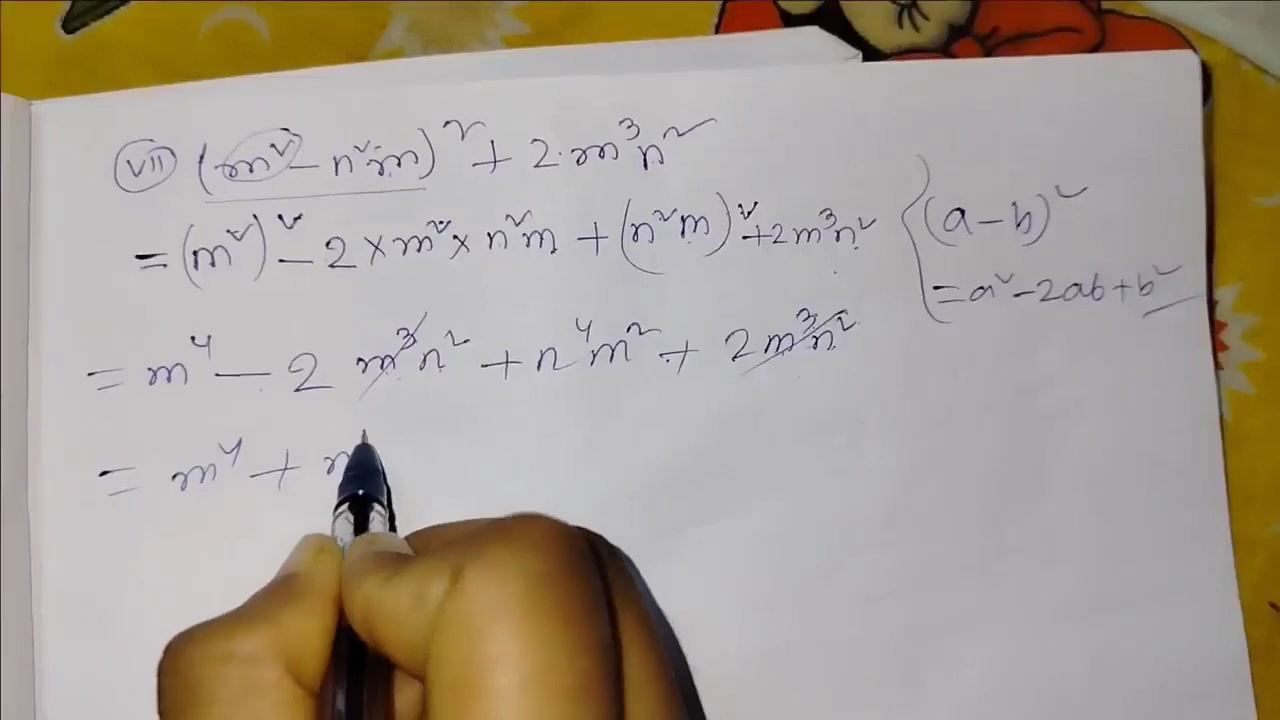 vii (m² - n²m)² + 2·m³n²
= (m²)² - 2 × m² × n²m + (n²m)² + 2m³n²
(a - b)²
= a² - 2ab + b²
= m⁴ - 2 m³n² + n⁴m² + 2m³n²
= m⁴ + n